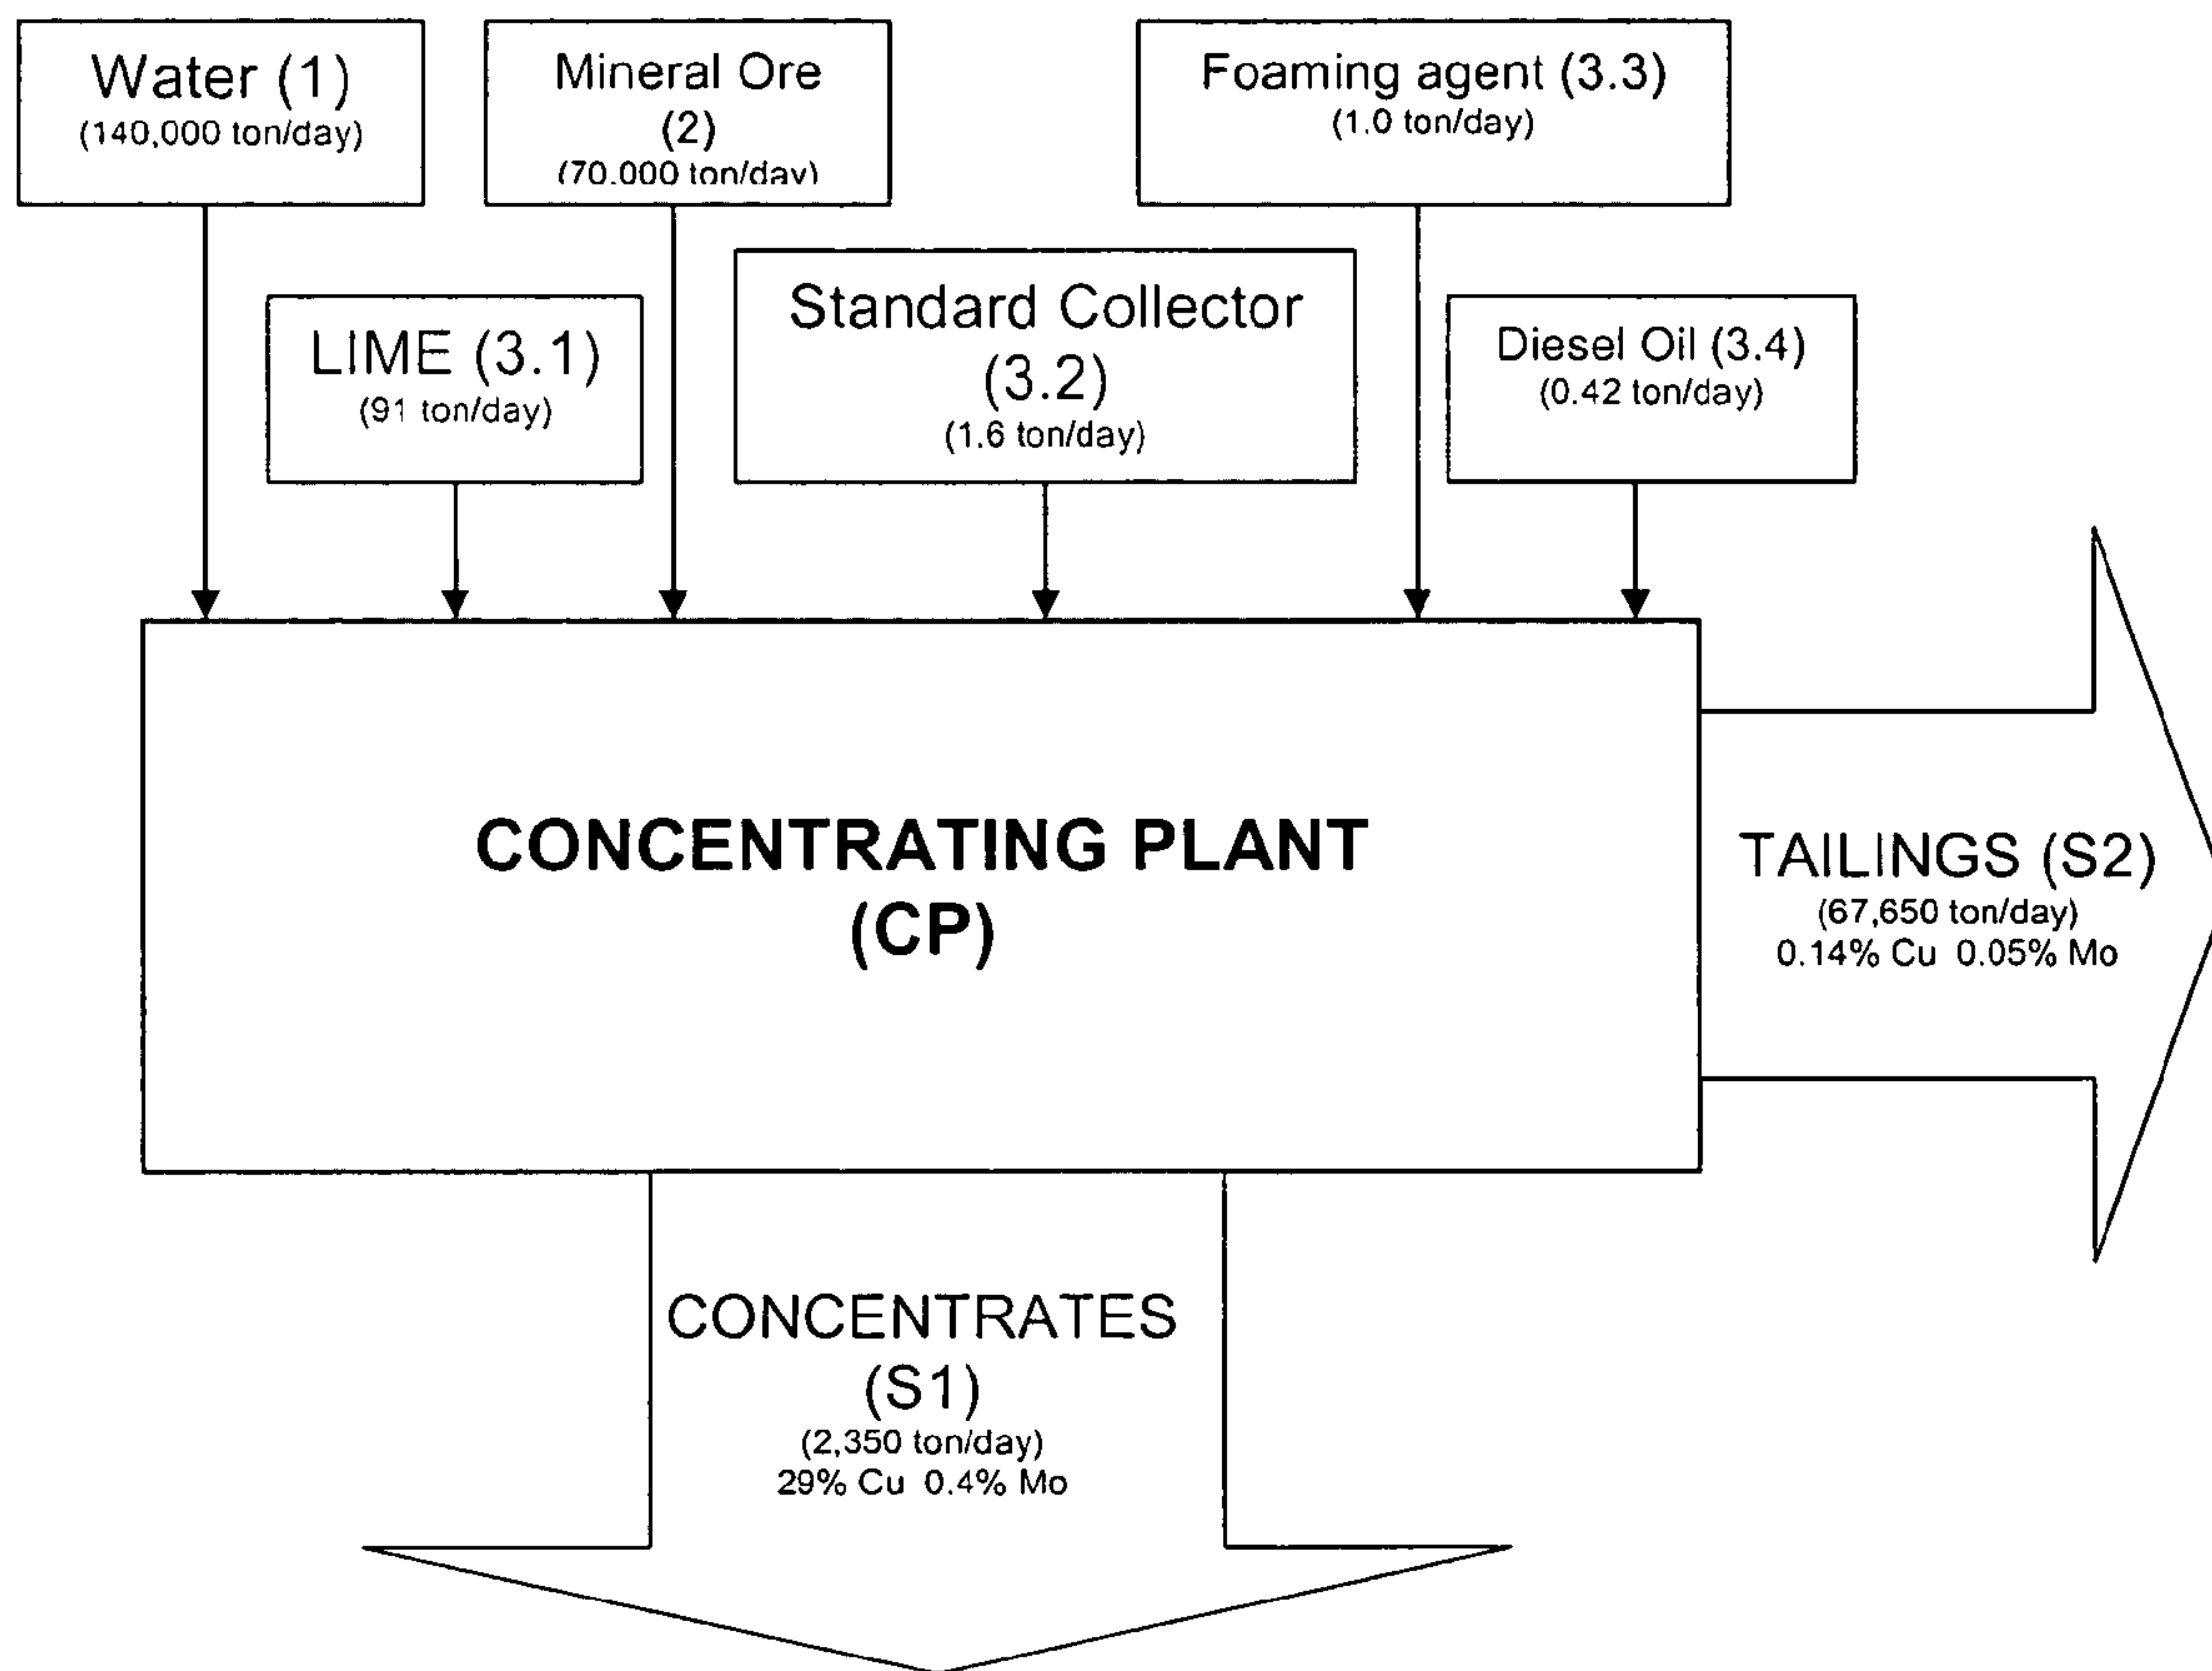 Water (1)
(140,000 ton/day)
Mineral Ore
(2)
(70.000 ton/day)
Foaming agent (3.3)
(1.0 ton/day)
LIME (3.1)
(91 ton/day)
Standard Collector
(3.2)
(1.6 ton/day)
Diesel Oil (3.4)
(0.42 ton/day)
CONCENTRATING PLANT
(CP)
TAILINGS (S2)
(67,650 ton/day)
0.14% Cu 0.05% Mo
CONCENTRATES
(S1)
(2,350 ton/day)
29% Cu 0.4% Mo